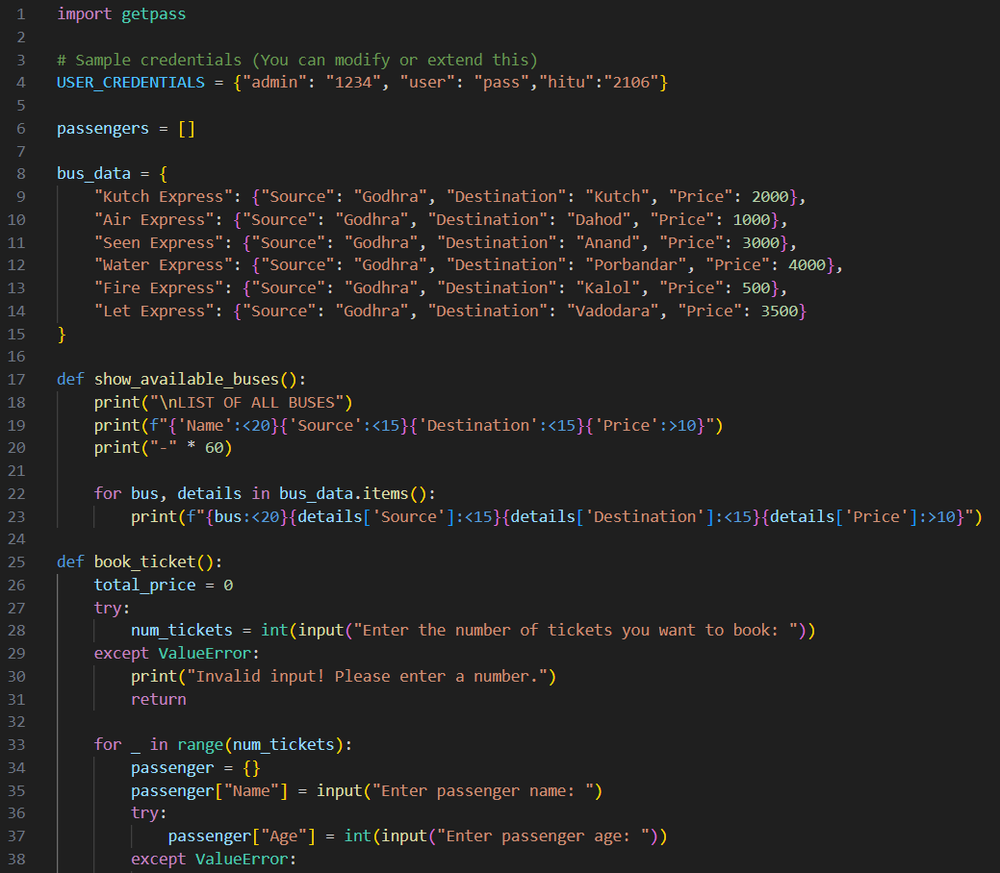 1 import getpass
2
3 # Sample credentials (You can modify or extend this)
4 USER_CREDENTIALS = {"admin": "1234", "user": "pass","hitu":"2106"}
5
6 passengers = []
7
8 bus_data = {
9     "Kutch Express": {"Source": "Godhra", "Destination": "Kutch", "Price": 2000},
10     "Air Express": {"Source": "Godhra", "Destination": "Dahod", "Price": 1000},
11     "Seen Express": {"Source": "Godhra", "Destination": "Anand", "Price": 3000},
12     "Water Express": {"Source": "Godhra", "Destination": "Porbandar", "Price": 4000},
13     "Fire Express": {"Source": "Godhra", "Destination": "Kalol", "Price": 500},
14     "Let Express": {"Source": "Godhra", "Destination": "Vadodara", "Price": 3500}
15 }
16
17 def show_available_buses():
18     print("\nLIST OF ALL BUSES")
19     print(f"{'Name':<20}{'Source':<15}{'Destination':<15}{'Price':>10}")
20     print("-" * 60)
21
22     for bus, details in bus_data.items():
23         print(f"{bus:<20}{details['Source']:<15}{details['Destination']:<15}{details['Price']:>10}")
24
25 def book_ticket():
26     total_price = 0
27     try:
28         num_tickets = int(input("Enter the number of tickets you want to book: "))
29     except ValueError:
30         print("Invalid input! Please enter a number.")
31         return
32
33     for _ in range(num_tickets):
34         passenger = {}
35         passenger["Name"] = input("Enter passenger name: ")
36         try:
37             passenger["Age"] = int(input("Enter passenger age: "))
38         except ValueError: